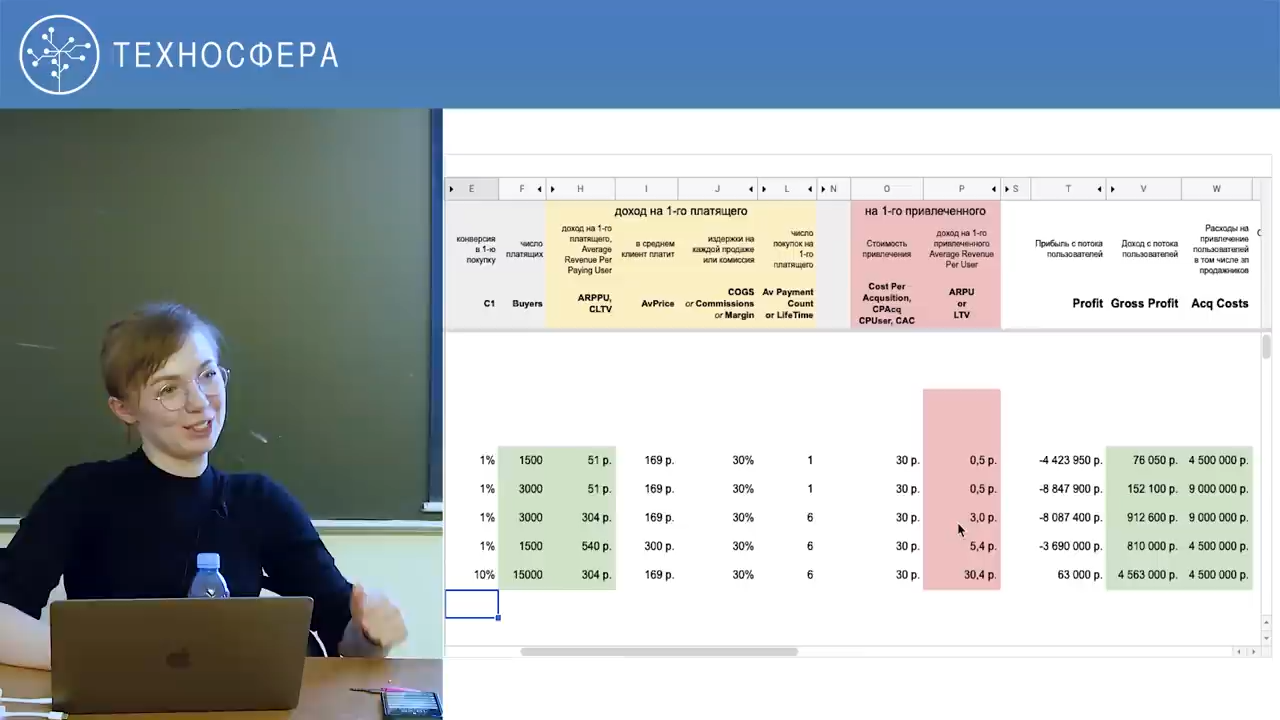 ТЕХНОСФЕРА
E F H I J L N O P S T V W
доход на 1-го платящего
на 1-го привлеченного
конверсия
в 1-ю
покупку
число
платящих
доход на 1-го
платящего,
Average
Revenue Per
Paying User
в среднем
клиент платит
издержки на
каждой продаже
или комиссия
число
покупок на
1-го
платящего
Стоимость
привлечения
доход на 1-го
привлеченного
Average Revenue
Per User
Прибыль с потока
пользователей
Доход с потока
пользователей
Расходы на
привлечение
пользователей
в том числе зп
продажников
C1
Buyers
ARPPU,
CLTV
AvPrice
COGS
or Commissions
or Margin
Av Payment
Count
or LifeTime
Cost Per
Acqusition,
CPAcq
CPUser, CAC
ARPU
or
LTV
Profit
Gross Profit
Acq Costs
1% 1500 51 р. 169 р. 30% 1 30 р. 0,5 р. -4 423 950 р. 76 050 р. 4 500 000 р.
1% 3000 51 р. 169 р. 30% 1 30 р. 0,5 р. -8 847 900 р. 152 100 р. 9 000 000 р.
1% 3000 304 р. 169 р. 30% 6 30 р. 3,0 р. -8 087 400 р. 912 600 р. 9 000 000 р.
1% 1500 540 р. 300 р. 30% 6 30 р. 5,4 р. -3 690 000 р. 810 000 р. 4 500 000 р.
10% 15000 304 р. 169 р. 30% 6 30 р. 30,4 р. 63 000 р. 4 563 000 р. 4 500 000 р.